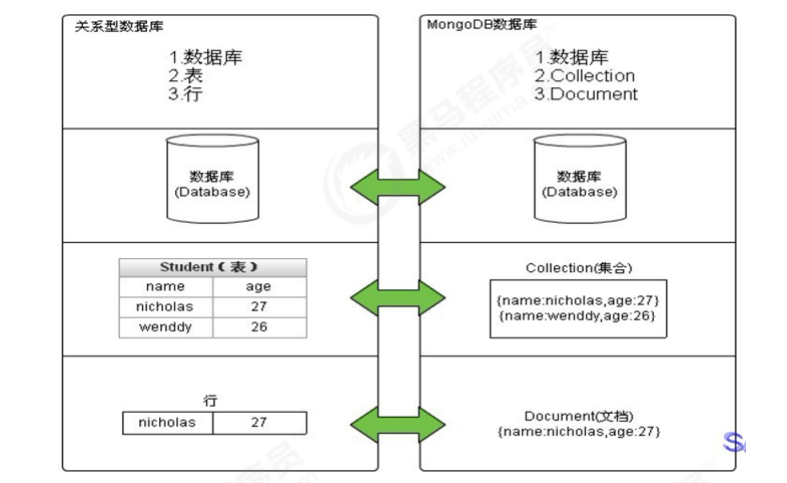 关系型数据库
1.数据库
2.表
3.行
MongoDB数据库
1.数据库
2.Collection
3.Document
数据库
(Database)
数据库
(Database)
Student(表)
name age
nicholas 27
wenddy 26
Collection(集合)
{name:nicholas,age:27}
{name:wenddy,age:26}
行
nicholas 27
Document(文档)
{name:nicholas,age:27}
黑马程序员